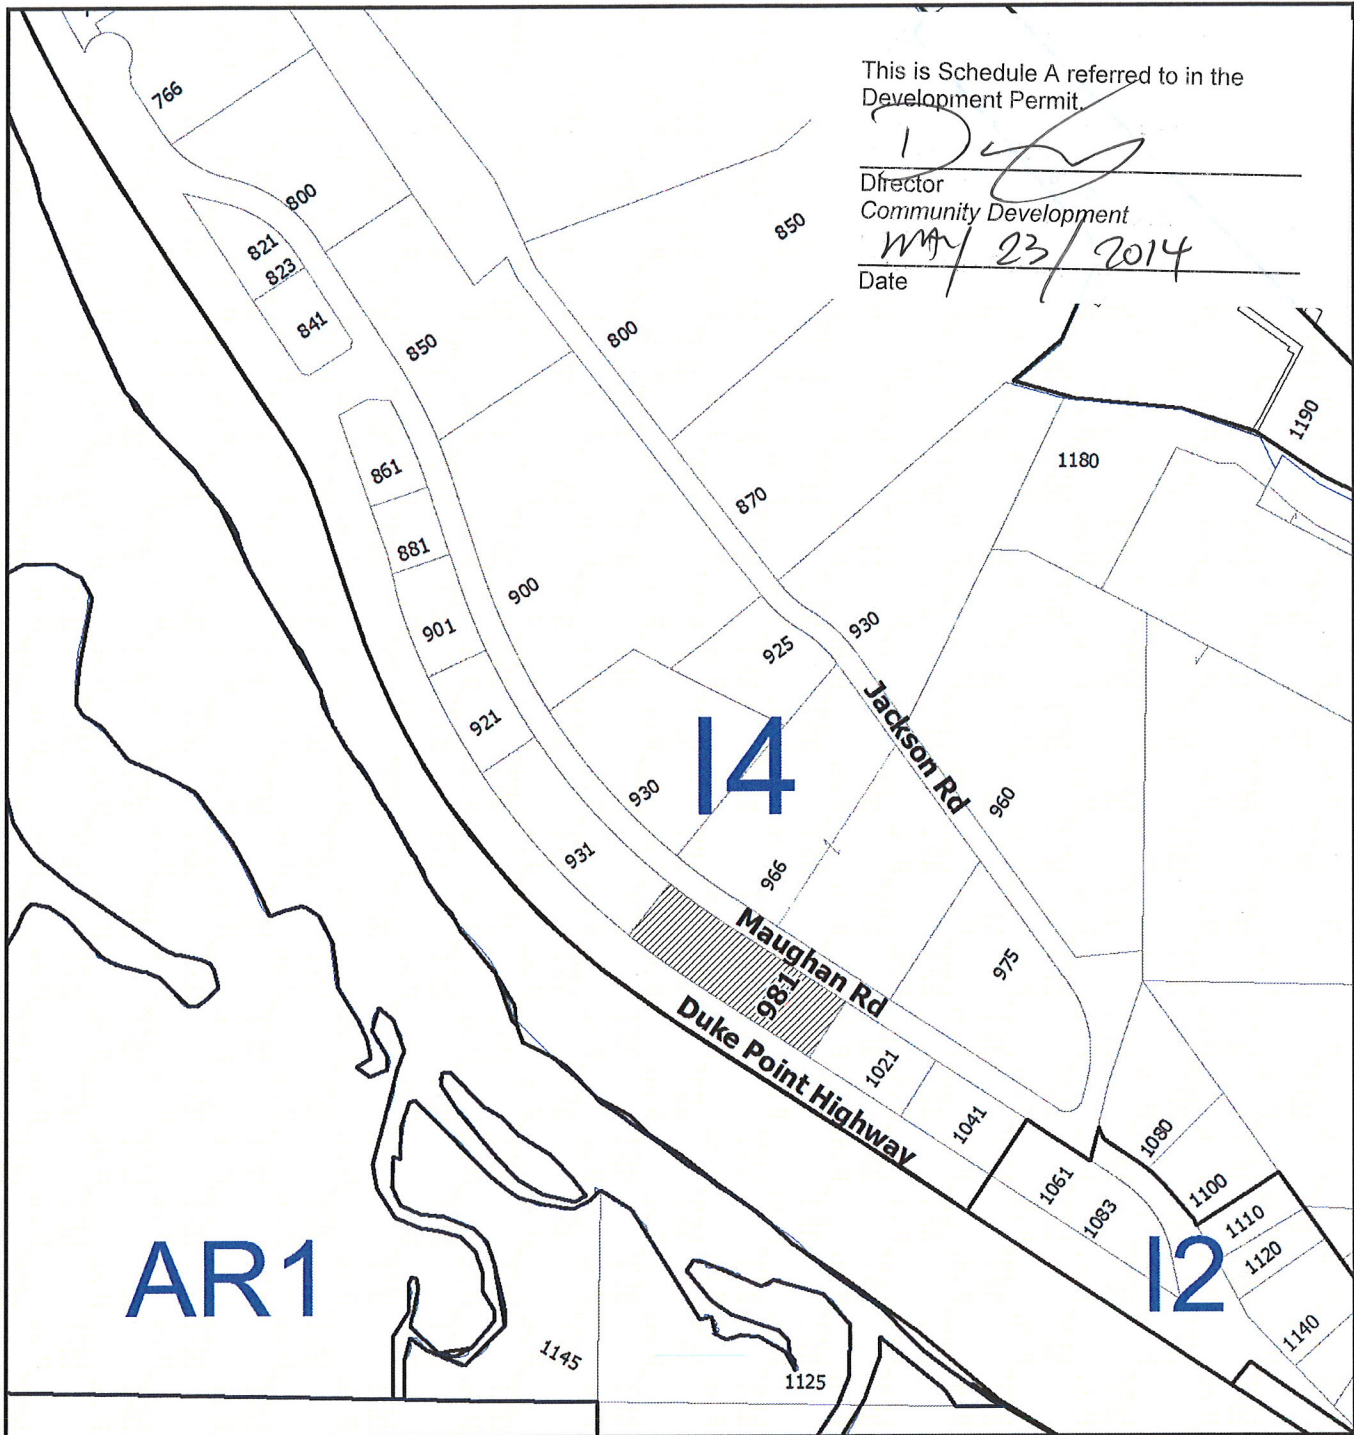 This is Schedule A referred to in the
Development Permit.
Director
Community Development
MAY / 23 / 2014
Date
766
800
821
823
841
850
850
800
861
881
870
1180
1190
900
901
925
930
921
Jackson Rd
I4
930
960
931
966
Maughan Rd
981
975
Duke Point Highway
1021
1041
1080
1061
1083
1100
1110
1120
I2
AR1
1140
1145
1125